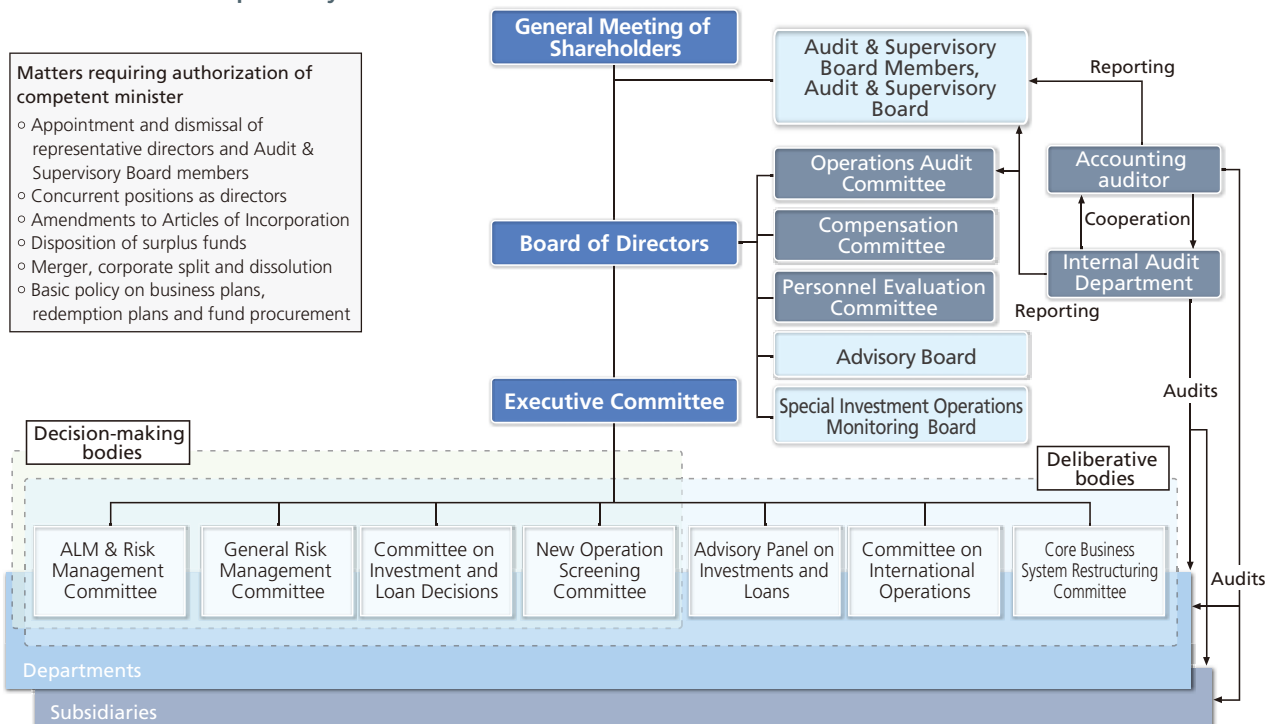 General Meeting of
Shareholders
Matters requiring authorization of
competent minister
○ Appointment and dismissal of
representative directors and Audit &
Supervisory Board members
○ Concurrent positions as directors
○ Amendments to Articles of Incorporation
○ Disposition of surplus funds
○ Merger, corporate split and dissolution
○ Basic policy on business plans,
redemption plans and fund procurement
Audit & Supervisory
Board Members,
Audit & Supervisory
Board
Reporting
Operations Audit
Committee
Accounting
auditor
Cooperation
Board of Directors
Compensation
Committee
Internal Audit
Department
Personnel Evaluation
Committee
Reporting
Advisory Board
Executive Committee
Special Investment Operations
Monitoring Board
Audits
Decision-making
bodies
Deliberative
bodies
ALM & Risk
Management
Committee
General Risk
Management
Committee
Committee on
Investment and
Loan Decisions
New Operation
Screening
Committee
Advisory Panel on
Investments and
Loans
Committee on
International
Operations
Core Business
System Restructuring
Committee
Audits
Departments
Subsidiaries